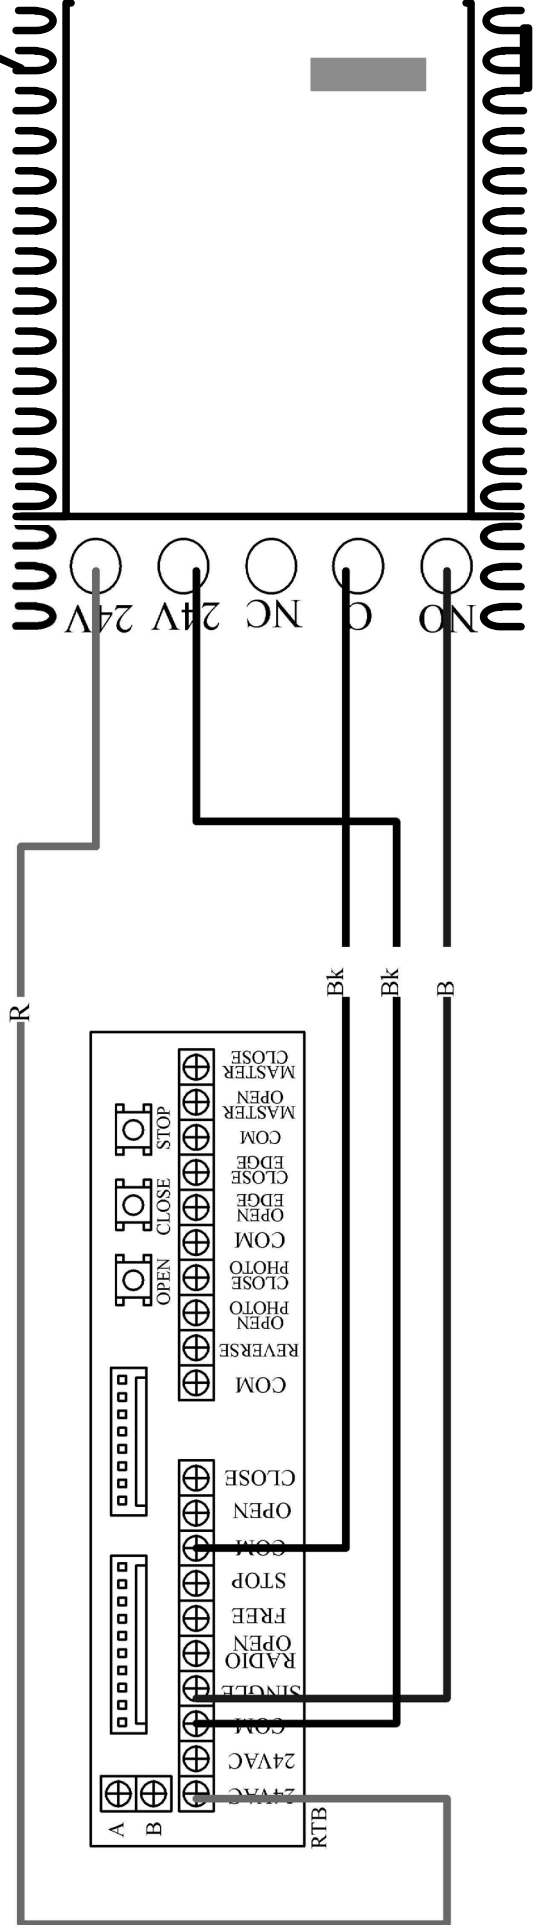 24V 24V NC C NO
R
Bk
Bk
B
STOP
CLOSE
OPEN
MASTER
CLOSE
MASTER
OPEN
COM
CLOSE
EDGE
OPEN
EDGE
COM
CLOSE
PHOTO
OPEN
PHOTO
REVERSE
COM
CLOSE
OPEN
COM
STOP
FREE
RADIO
OPEN
SINGLE
COM
24VAC
24VAC
A
B
RTB